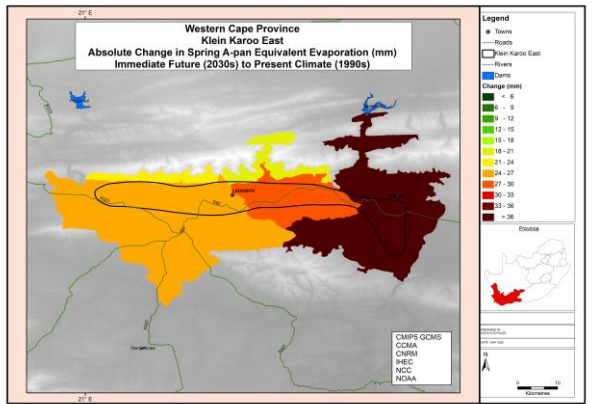 21° E
Western Cape Province
Klein Karoo East
Absolute Change in Spring A-pan Equivalent Evaporation (mm)
Immediate Future (2030s) to Present Climate (1990s)
LADISMITH
CMIP5 GCMS
CCMA
CNRM
IHEC
NCC
NOAA
21° E
Legend
Towns
Roads
Klein Karoo East
Rivers
Dams
Change (mm)
< 6
6 - 9
9 - 12
12 - 15
15 - 18
18 - 21
21 - 24
24 - 27
27 - 30
30 - 33
33 - 36
> 36
Province
N
0
10
Kilometres